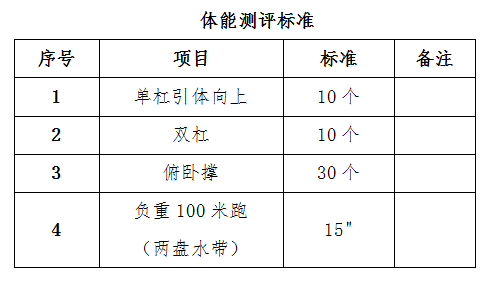 体能测评标准
序号 项目 标准 备注
1 单杠引体向上 10个
2 双杠 10个
3 俯卧撑 30个
4 负重100米跑 15"
（两盘水带）